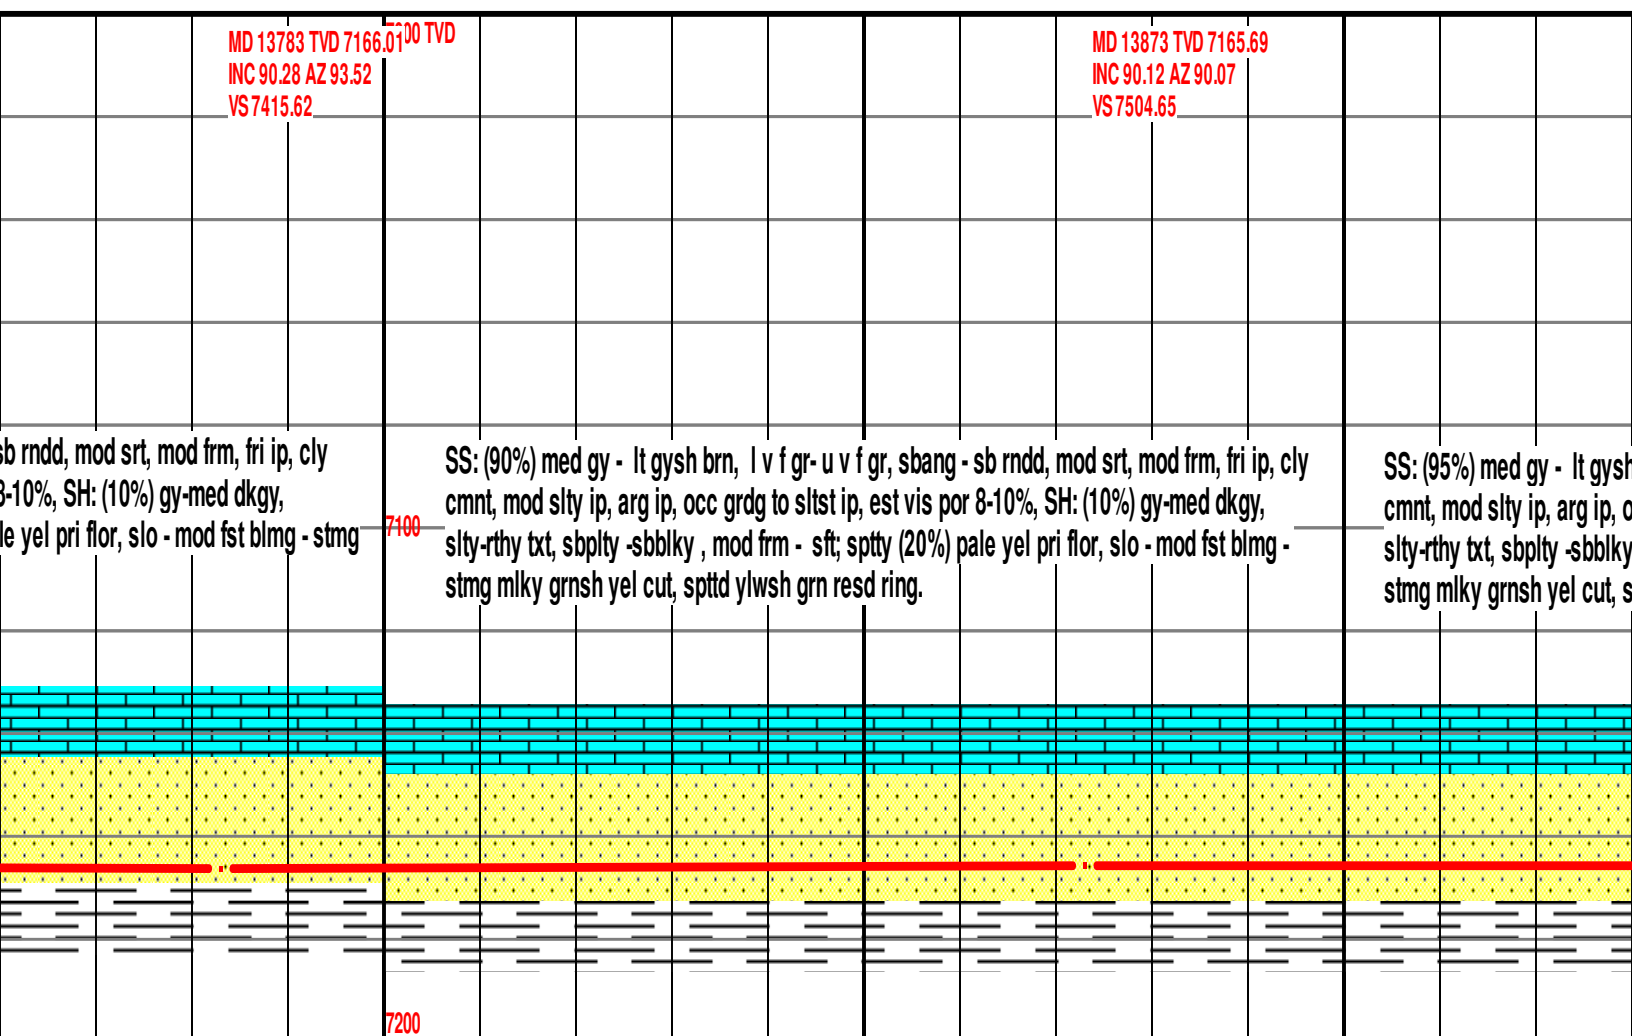 MD 13783 TVD 7166.01
INC 90.28 AZ 93.52
VS 7415.62
00 TVD
MD 13873 TVD 7165.69
INC 90.12 AZ 90.07
VS 7504.65
sb rndd, mod srt, mod frm, fri ip, cly
8-10%, SH: (10%) gy-med dkgy,
le yel pri flor, slo - mod fst blmg - stmg
7100
SS: (90%) med gy - lt gysh brn, l v f gr- u v f gr, sbang - sb rndd, mod srt, mod frm, fri ip, cly
cmnt, mod slty ip, arg ip, occ grdg to sltst ip, est vis por 8-10%, SH: (10%) gy-med dkgy,
slty-rthy txt, sbplty -sbblky , mod frm - sft; sptty (20%) pale yel pri flor, slo - mod fst blmg -
stmg mlky grnsh yel cut, spttd ylwsh grn resd ring.
SS: (95%) med gy - lt gysh
cmnt, mod slty ip, arg ip, o
slty-rthy txt, sbplty -sbblky
stmg mlky grnsh yel cut, s
7200